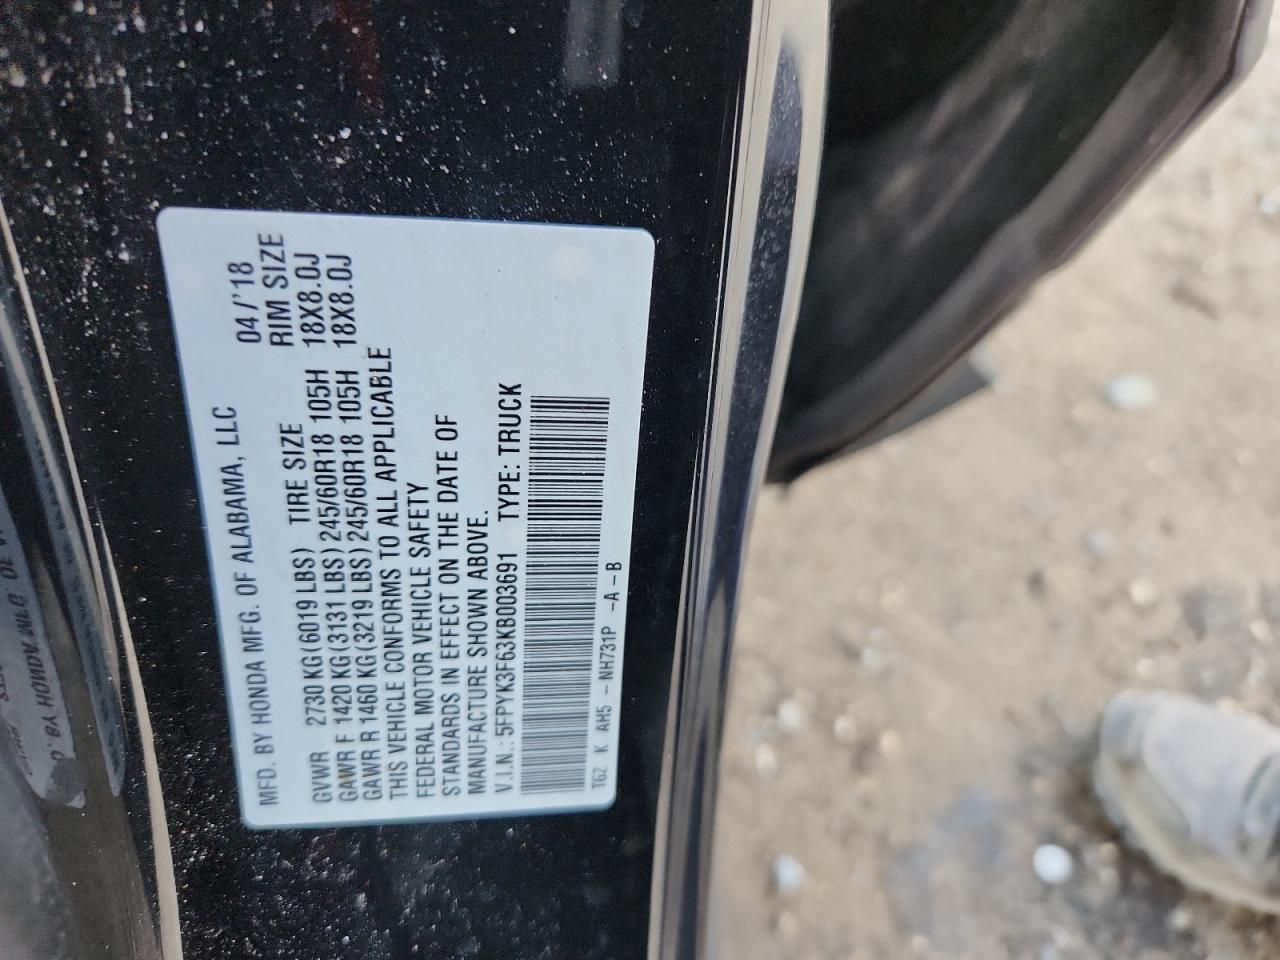 MFD. BY HONDA MFG. OF ALABAMA, LLC 04/'18
GVWR 2730 KG(6019 LBS) TIRE SIZE RIM SIZE
GAWR F 1420 KG(3131 LBS) 245/60R18 105H 18X8.0J
GAWR R 1460 KG(3219 LBS) 245/60R18 105H 18X8.0J
THIS VEHICLE CONFORMS TO ALL APPLICABLE
FEDERAL MOTOR VEHICLE SAFETY
STANDARDS IN EFFECT ON THE DATE OF
MANUFACTURE SHOWN ABOVE.
V.I.N.: 5FPYK3F63KB003691 TYPE: TRUCK
T6Z K AH5 -NH731P -A-B